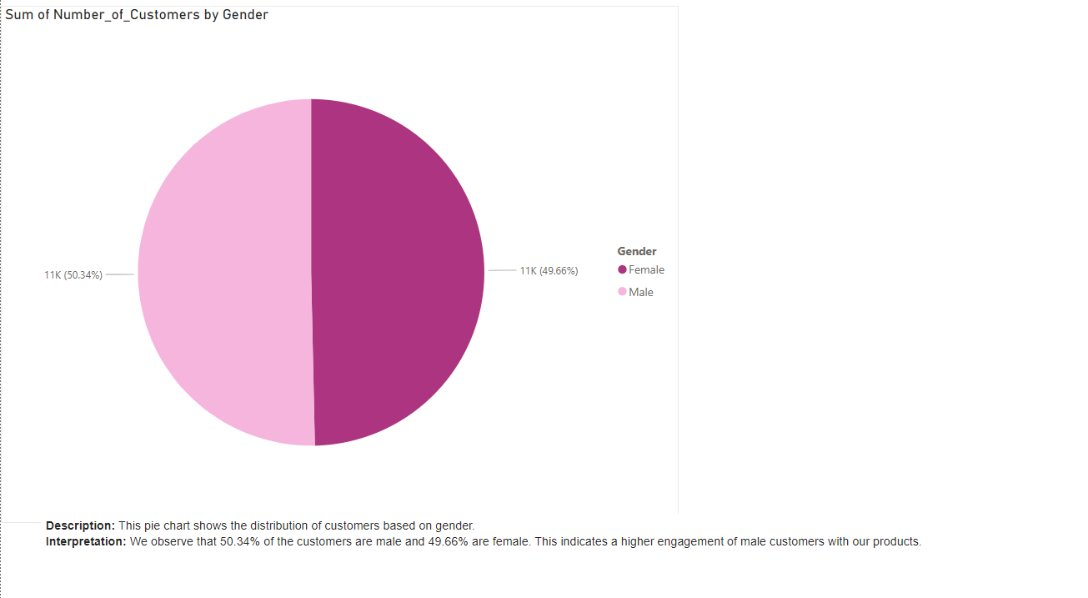 Sum of Number_of_Customers by Gender
11K (50.34%)
11K (49.66%)
Gender
Female
Male
Description: This pie chart shows the distribution of customers based on gender.
Interpretation: We observe that 50.34% of the customers are male and 49.66% are female. This indicates a higher engagement of male customers with our products.